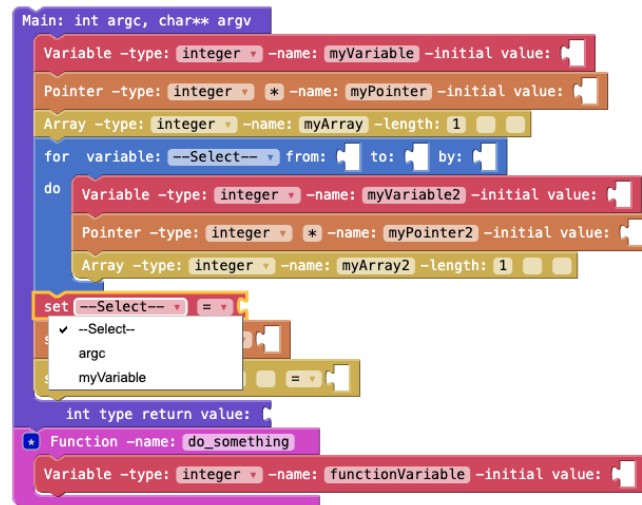 Main: int argc, char** argv
Variable -type: integer -name: myVariable -initial value:
Pointer -type: integer * -name: myPointer -initial value:
Array -type: integer -name: myArray -length: 1
for variable: --Select-- from: to: by:
do
Variable -type: integer -name: myVariable2 -initial value:
Pointer -type: integer * -name: myPointer2 -initial value:
Array -type: integer -name: myArray2 -length: 1
set --Select-- =
✓ --Select--
argc
myVariable
=
int type return value:
* Function -name: do_something
Variable -type: integer -name: functionVariable -initial value: